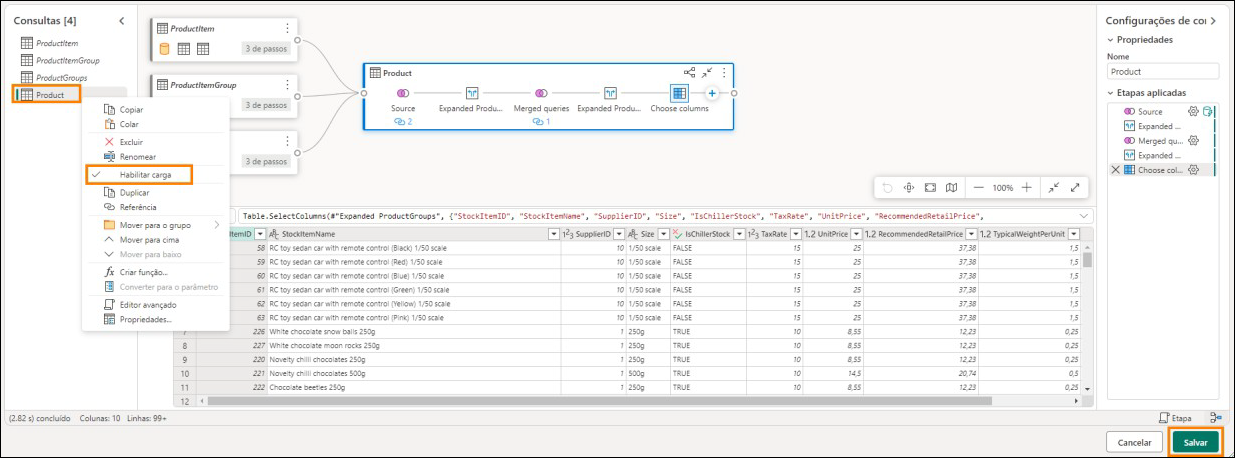 Consultas [4]
ProductItem
ProductItemGroup
ProductGroups
Product
Copiar
Colar
Excluir
Renomear
Habilitar carga
Duplicar
Referência
Mover para o grupo
Mover para cima
Mover para baixo
Criar função...
Converter para o parâmetro
Editor avançado
Propriedades...
ProductItem
3 de passos
ProductItemGroup
3 de passos
3 de passos
Product
Source
Expanded Produ...
Merged queries
Expanded Produ...
Choose columns
2
1
100%
Table.SelectColumns(#"Expanded ProductGroups", {"StockItemID", "StockItemName", "SupplierID", "Size", "IsChillerStock", "TaxRate", "UnitPrice", "RecommendedRetailPrice",
emID StockItemName 1²3 SupplierID Size IsChillerStock 1²3 TaxRate 1,2 UnitPrice 1,2 RecommendedRetailPrice 1,2 TypicalWeightPerUnit
58 RC toy sedan car with remote control (Black) 1/50 scale 10 1/50 scale FALSE 15 25 37,38 1,5
59 RC toy sedan car with remote control (Red) 1/50 scale 10 1/50 scale FALSE 15 25 37,38 1,5
60 RC toy sedan car with remote control (Blue) 1/50 scale 10 1/50 scale FALSE 15 25 37,38 1,5
61 RC toy sedan car with remote control (Green) 1/50 scale 10 1/50 scale FALSE 15 25 37,38 1,5
62 RC toy sedan car with remote control (Yellow) 1/50 scale 10 1/50 scale FALSE 15 25 37,38 1,5
63 RC toy sedan car with remote control (Pink) 1/50 scale 10 1/50 scale FALSE 15 25 37,38 1,5
7 226 White chocolate snow balls 250g 1 250g TRUE 10 8,55 12,23 0,25
8 227 White chocolate moon rocks 250g 1 250g TRUE 10 8,55 12,23 0,25
9 220 Novelty chilli chocolates 250g 1 250g TRUE 10 8,55 12,23 0,25
10 221 Novelty chilli chocolates 500g 1 500g TRUE 10 14,5 20,74 0,5
11 222 Chocolate beetles 250g 1 250g TRUE 10 8,55 12,23 0,25
12
Configurações de co
Propriedades
Nome
Product
Etapas aplicadas
Source
Expanded ...
Merged qu...
Expanded ...
Choose col...
(2.82 s) concluído Colunas: 10 Linhas: 99+
Etapa
Cancelar
Salvar